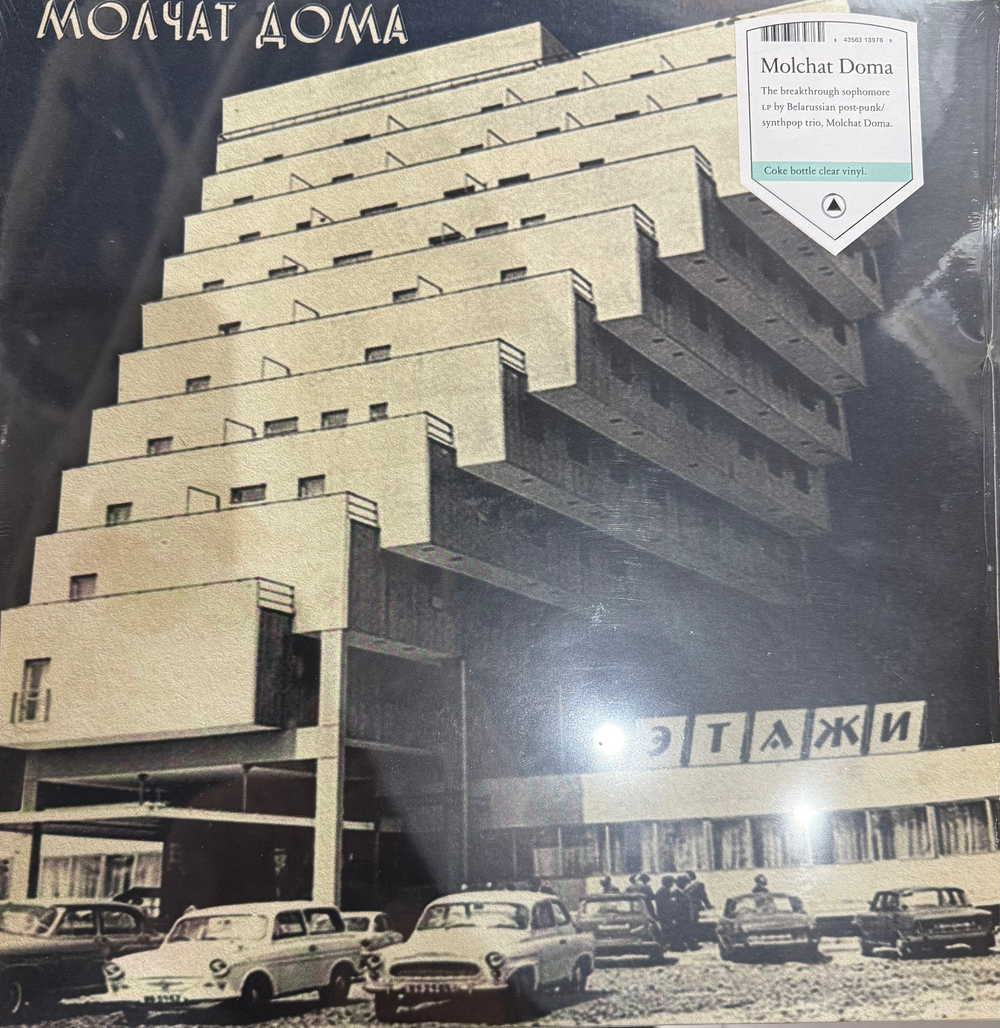 МОЛЧАТ ДОМА
43563 13976
Molchat Doma
The breakthrough sophomore
LP by Belarussian post-punk/
synthpop trio, Molchat Doma.
Coke bottle clear vinyl.
ЭТАЖИ